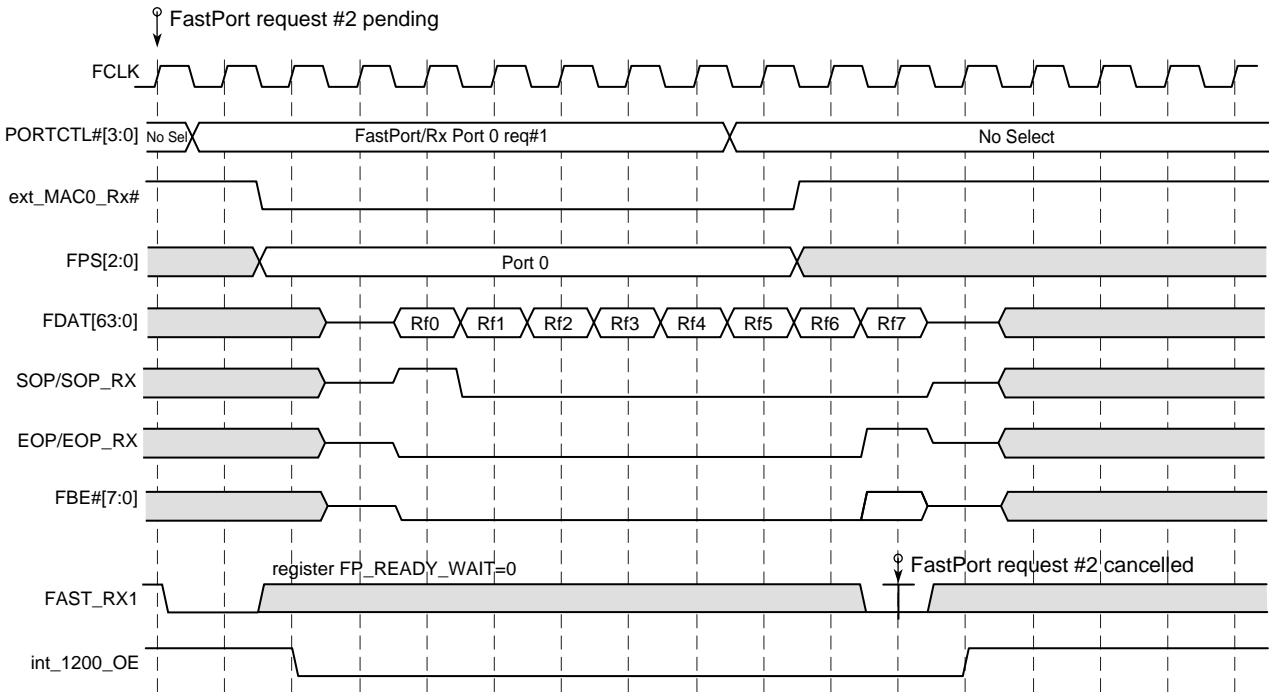 FastPort request #2 pending
FCLK
PORTCTL#[3:0] No Sel FastPort/Rx Port 0 req#1 No Select
ext_MAC0_Rx#
FPS[2:0] Port 0
FDAT[63:0] Rf0 Rf1 Rf2 Rf3 Rf4 Rf5 Rf6 Rf7
SOP/SOP_RX
EOP/EOP_RX
FBE#[7:0]
register FP_READY_WAIT=0 FastPort request #2 cancelled
FAST_RX1
int_1200_OE